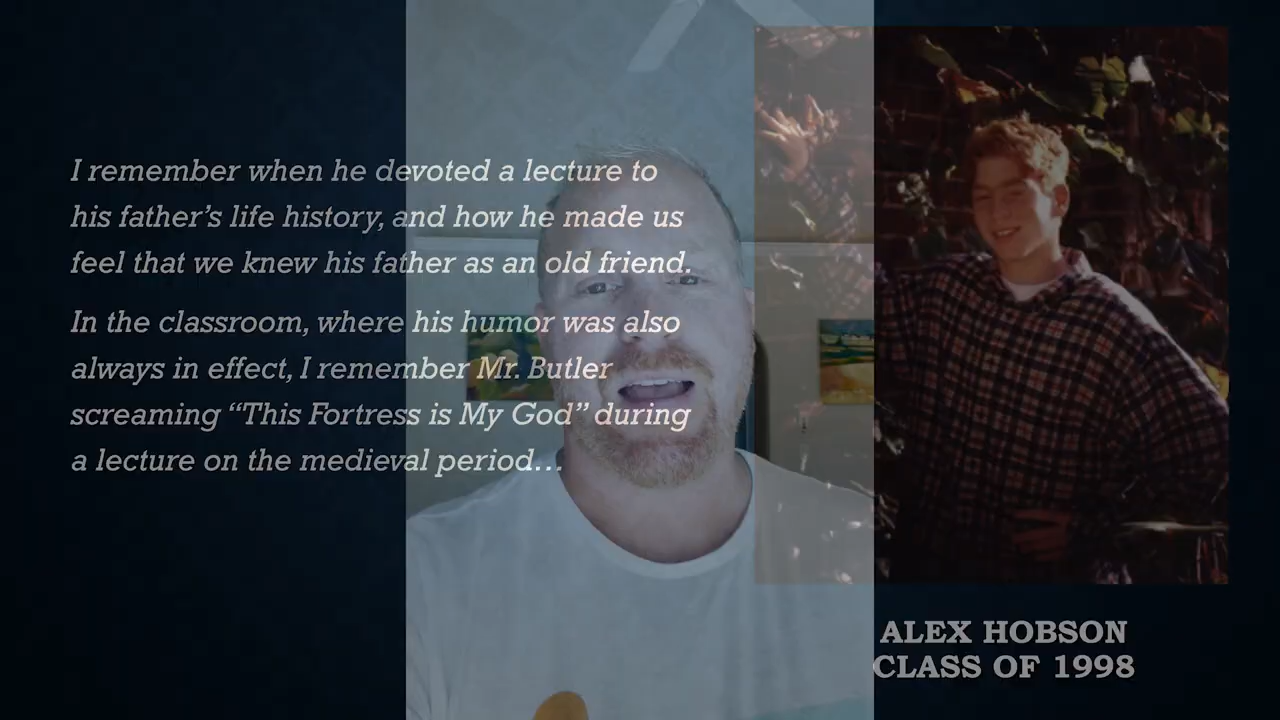 I remember when he devoted a lecture to
his father’s life history, and how he made us
feel that we knew his father as an old friend.
In the classroom, where his humor was also
always in effect, I remember Mr. Butler
screaming “This Fortress is My God” during
a lecture on the medieval period…
ALEX HOBSON
CLASS OF 1998